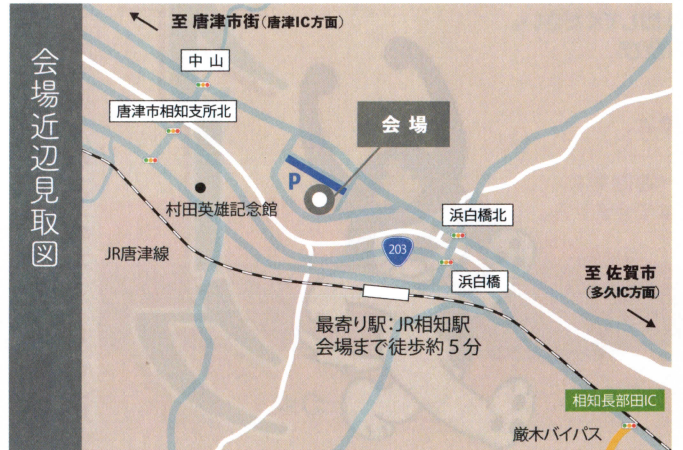 会場近辺見取図
至 唐津市街(唐津IC方面)
中 山
唐津市相知支所北
会 場
P
村田英雄記念館
浜白橋北
JR唐津線
203
浜白橋
至 佐賀市
(多久IC方面)
最寄り駅:JR相知駅
会場まで徒歩約5分
相知長部田IC
厳木バイパス